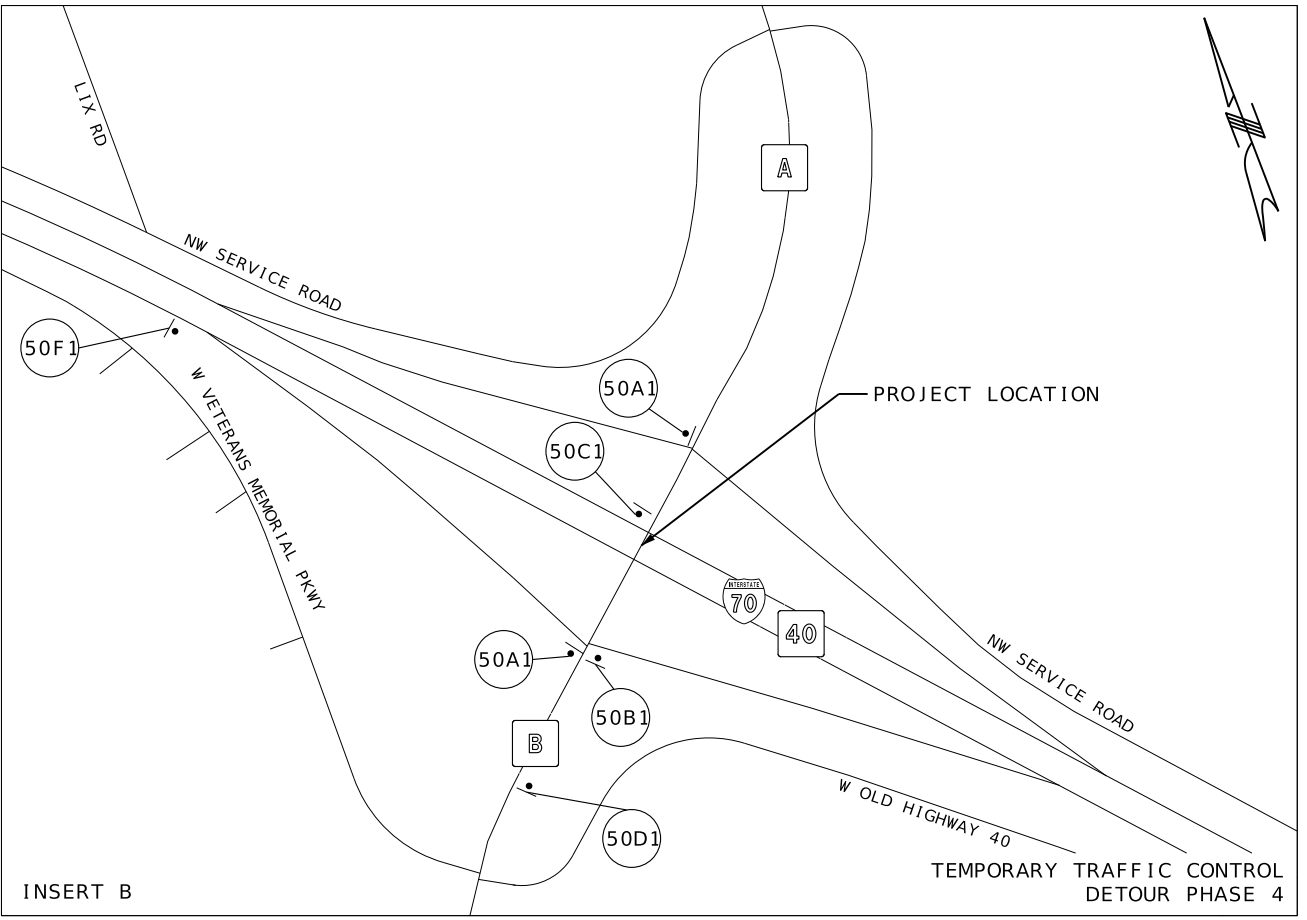 LIX RD
A
NW SERVICE ROAD
50F1
W VETERANS MEMORIAL PKWY
50A1
PROJECT LOCATION
50C1
INTERSTATE
70
40
NW SERVICE ROAD
50A1
50B1
B
W OLD HIGHWAY 40
50D1
INSERT B
TEMPORARY TRAFFIC CONTROL
DETOUR PHASE 4
N